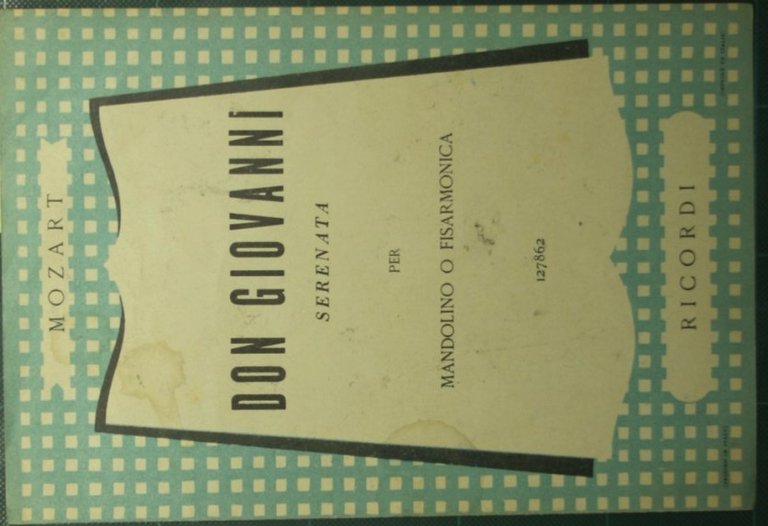 MOZART
DON GIOVANNI
SERENATA
PER
MANDOLINO O FISARMONICA
127862
RICORDI